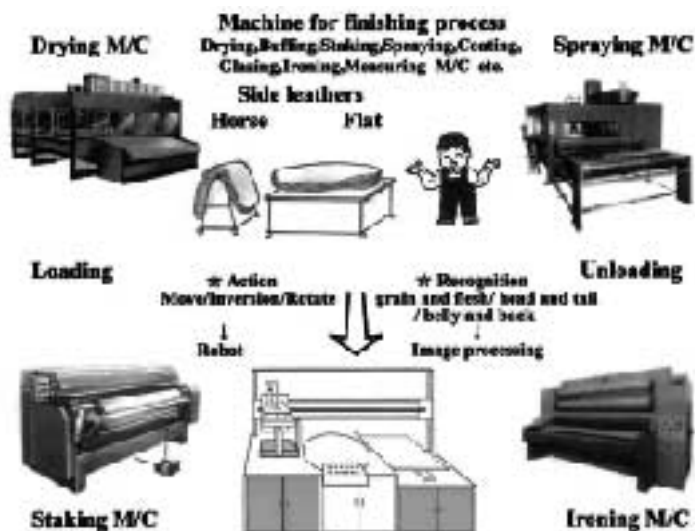 Machine for finishing process
Drying M/C
Drying,Buffing,Staking,Spraying,Coating,
Spraying M/C
Glazing,Ironing,Measuring M/C etc.
Side leathers
Horse Flat
Loading
Unloading
☆ Action
☆ Recognition
Move/Inversion/Rotate
grain and flesh/ head and tail
/belly and back
↓
Robot
↓
Image processing
Staking M/C
Ironing M/C